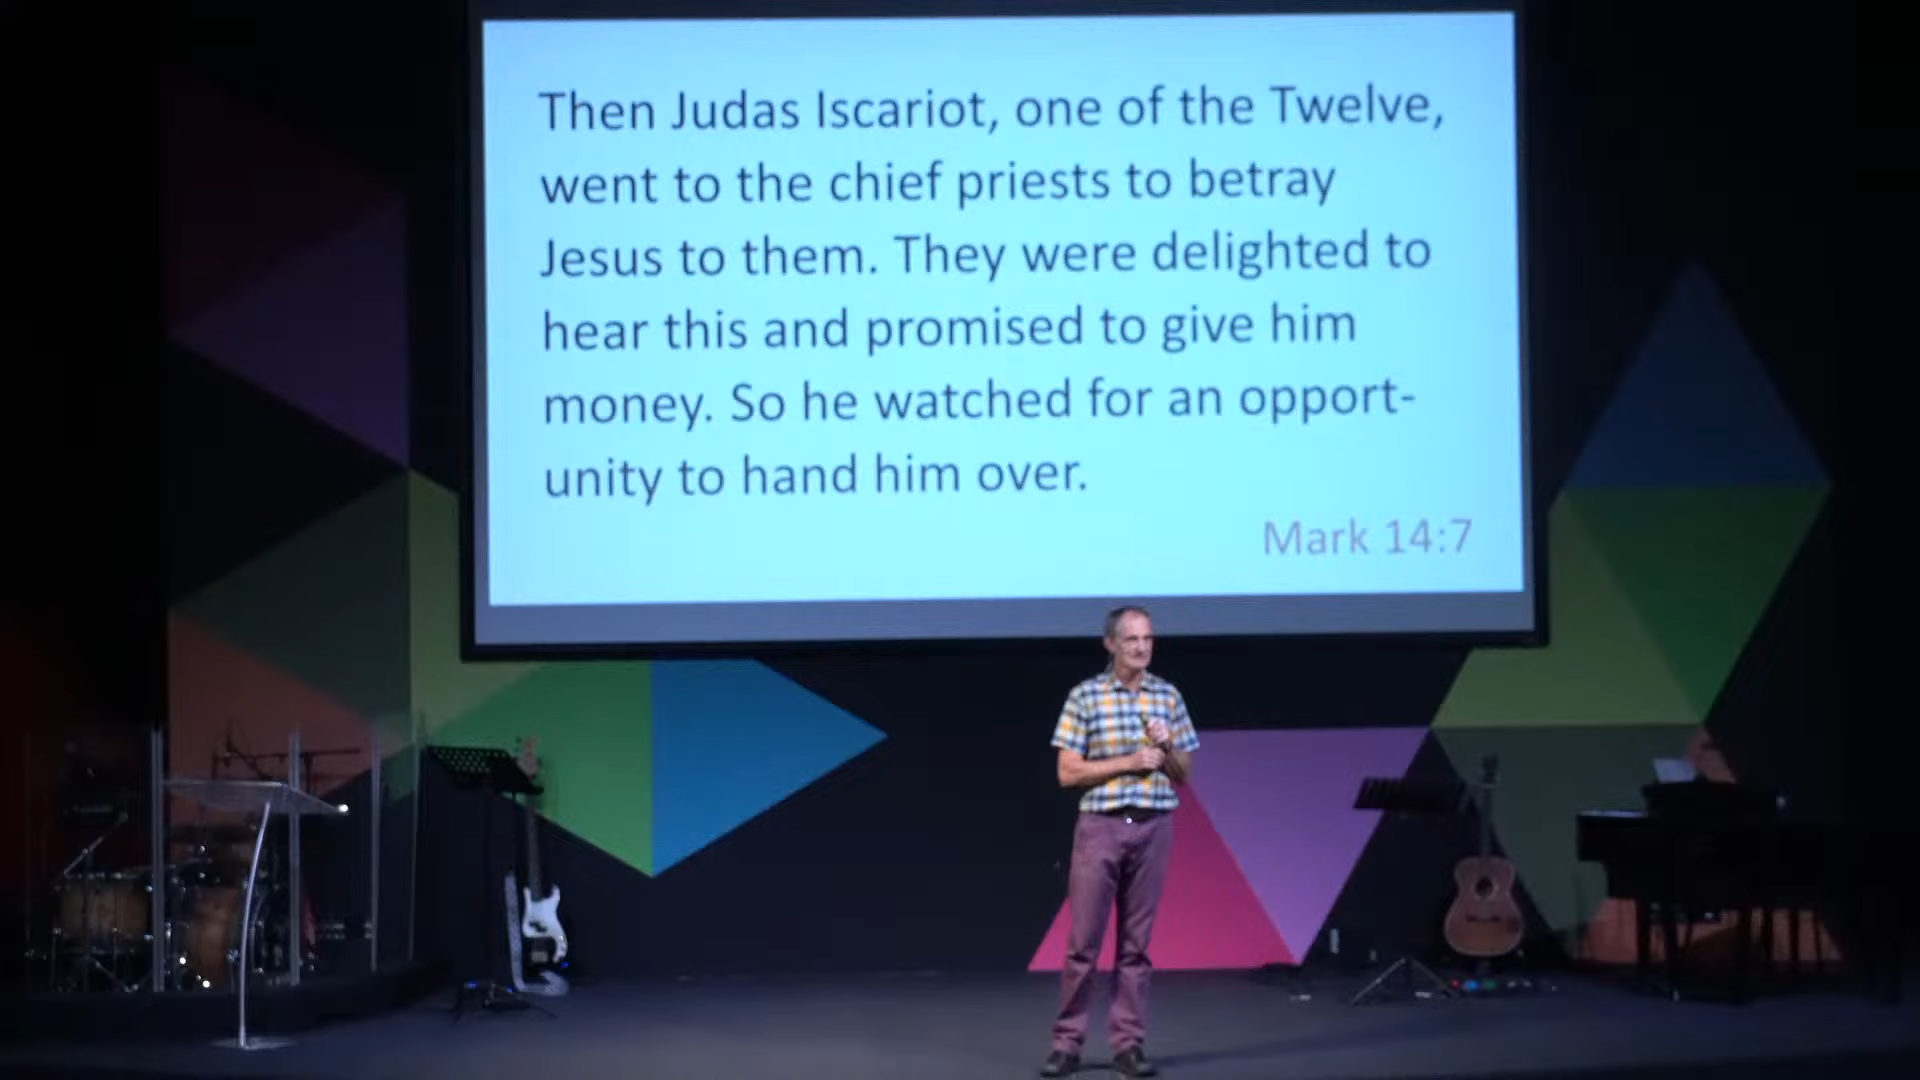 Then Judas Iscariot, one of the Twelve,
went to the chief priests to betray
Jesus to them. They were delighted to
hear this and promised to give him
money. So he watched for an opport-
unity to hand him over.
Mark 14:7